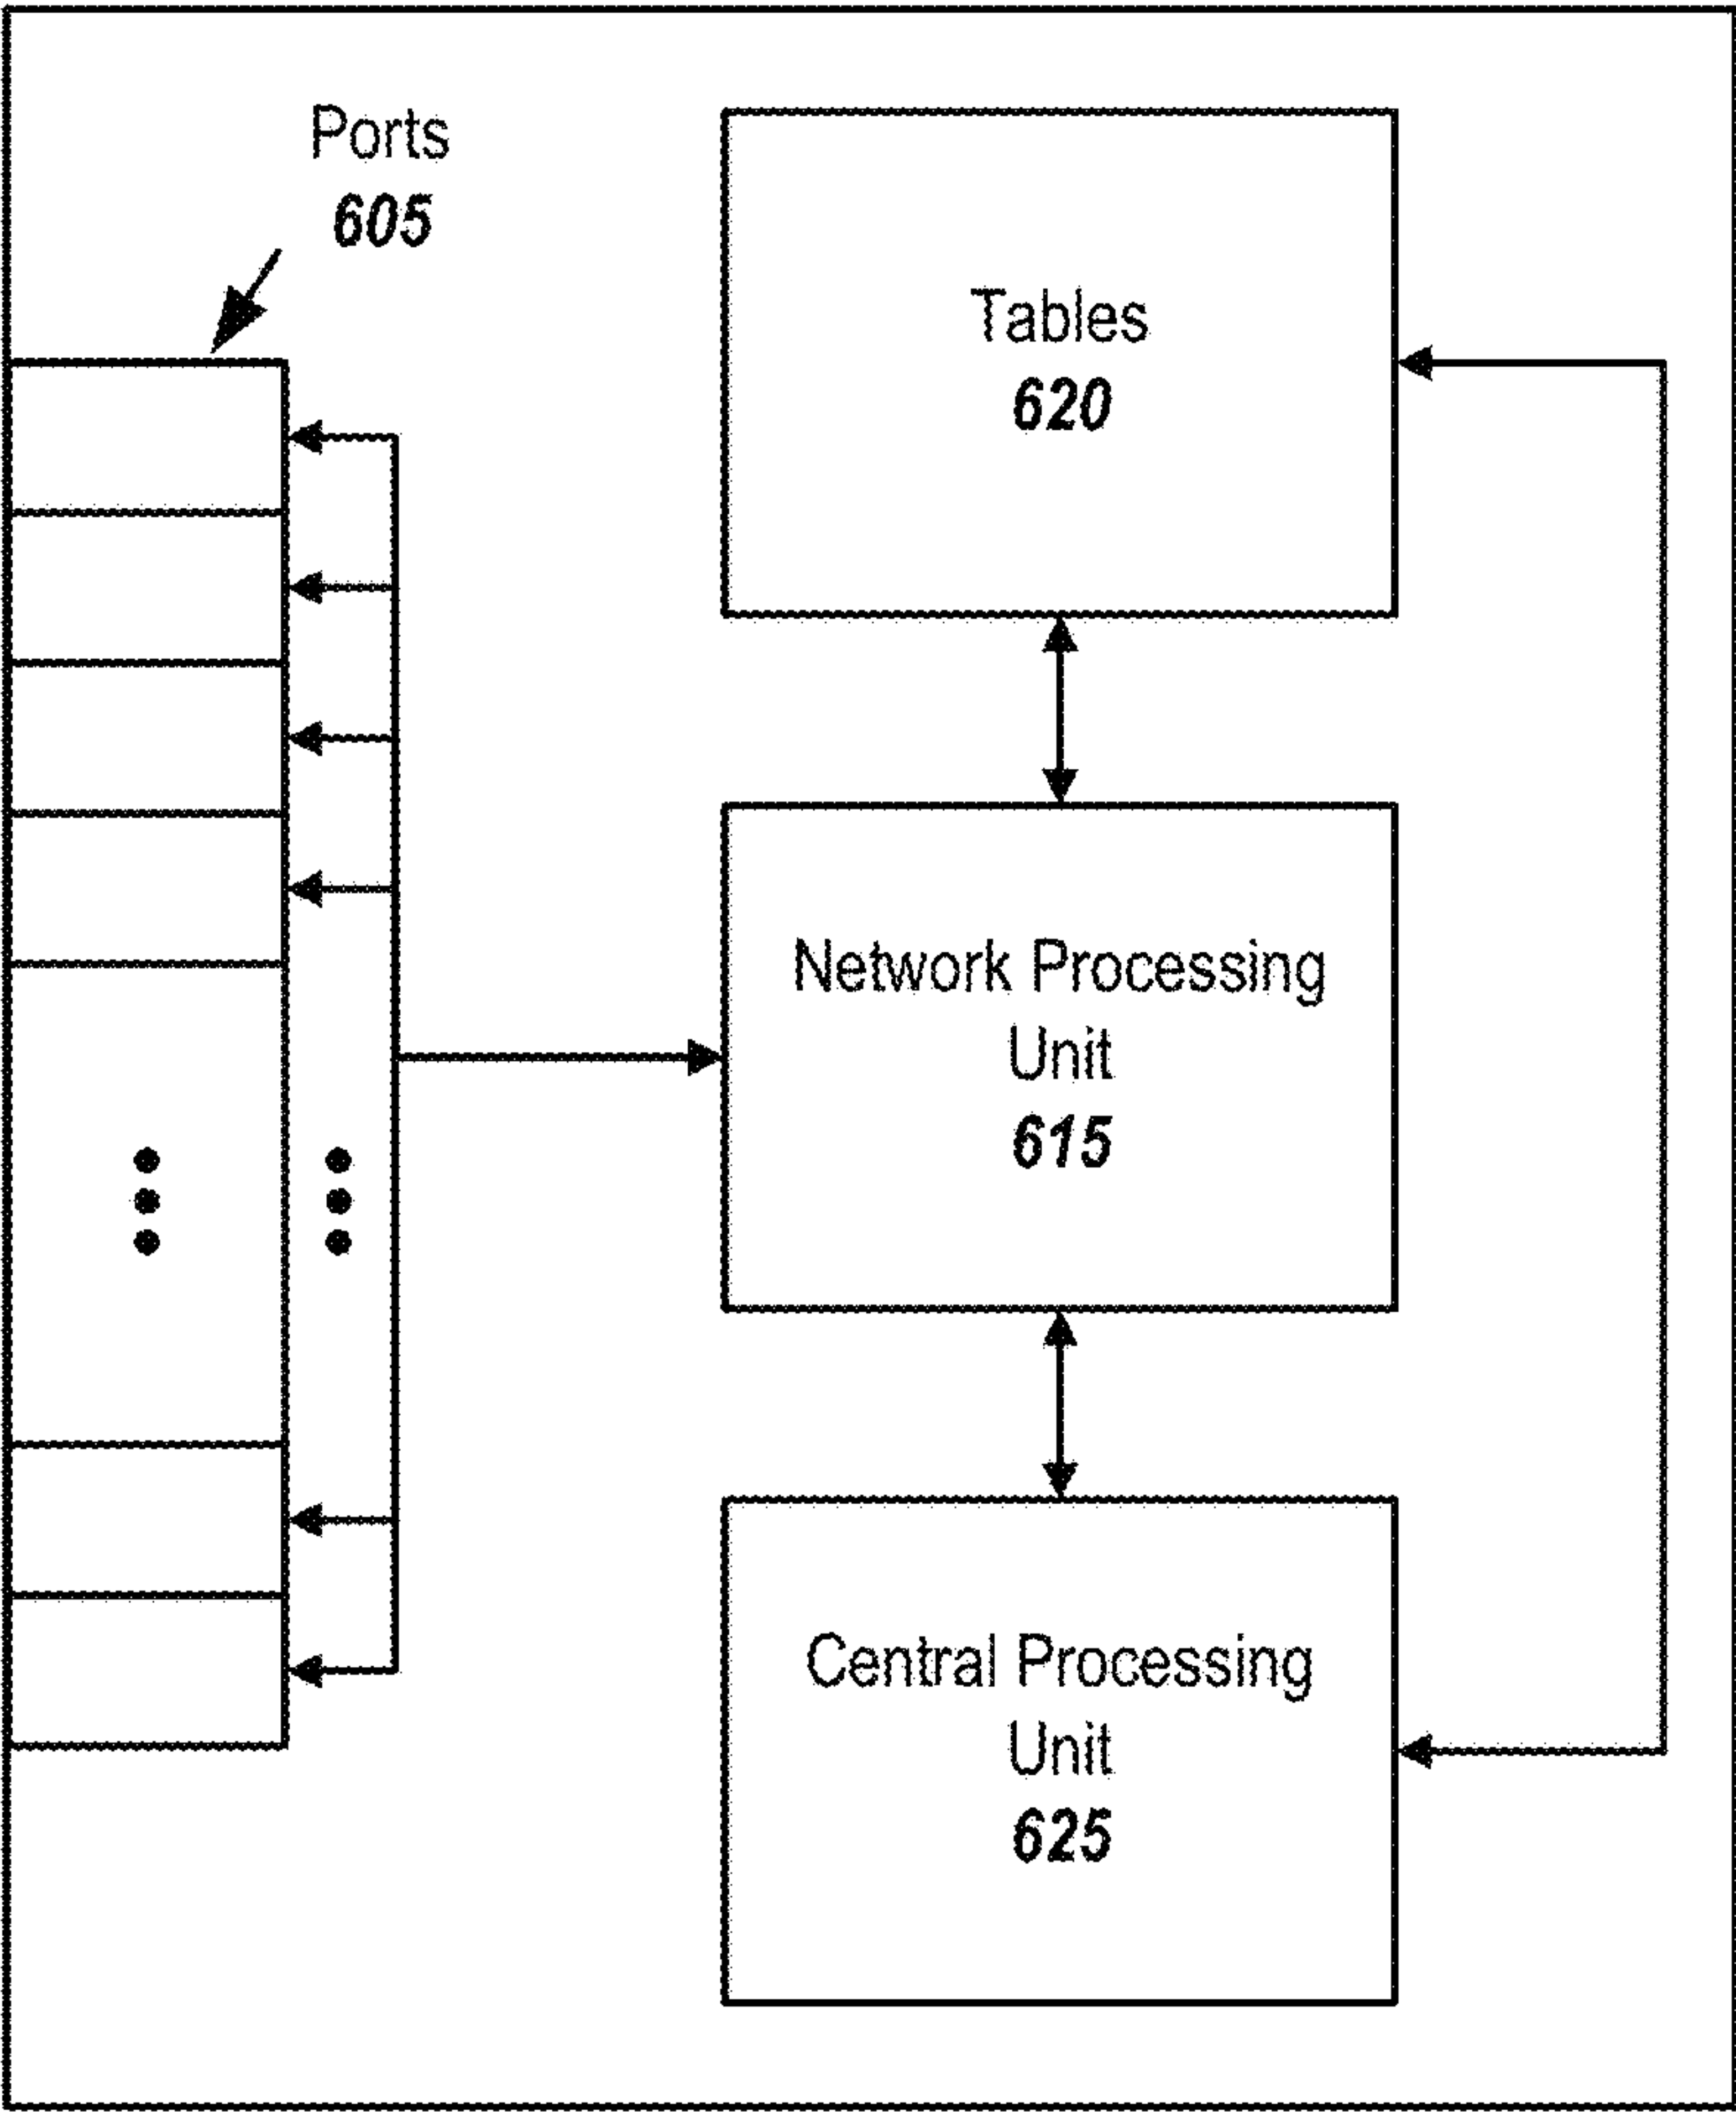 Ports
605
Tables
620
Network Processing
Unit
615
Central Processing
Unit
625